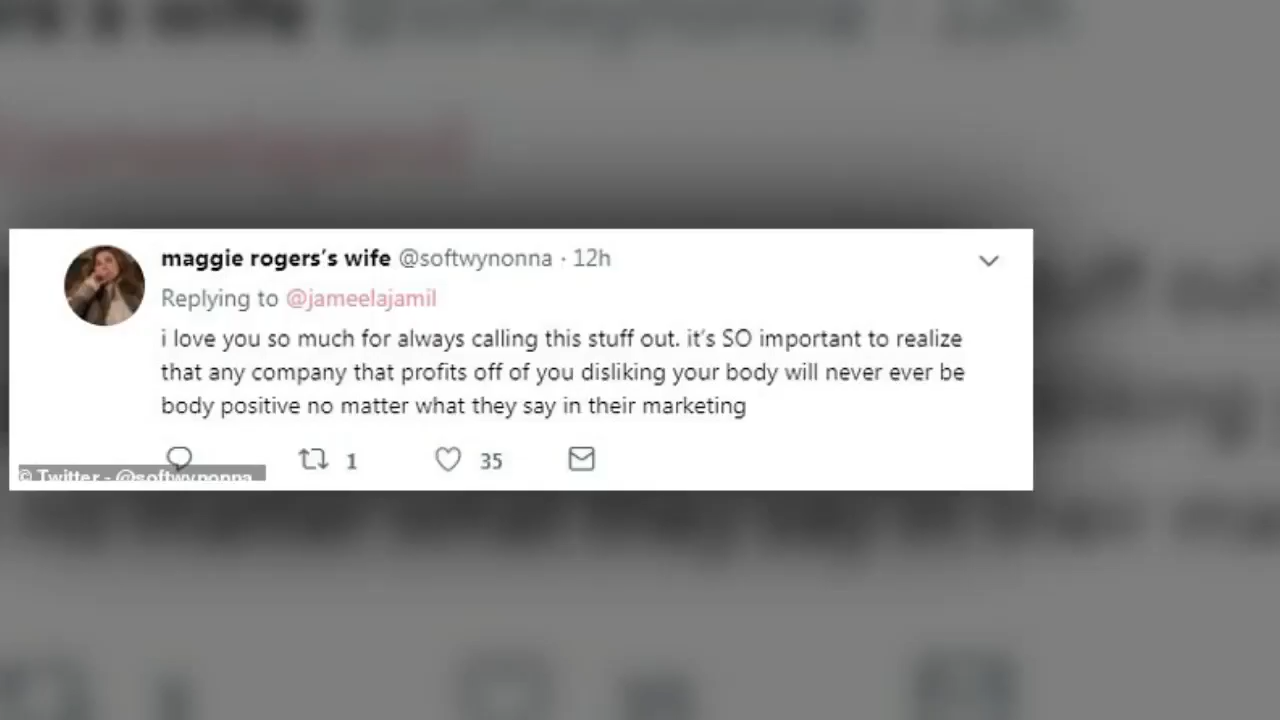 maggie rogers’s wife @softwynonna · 12h
Replying to @jameelajamil
i love you so much for always calling this stuff out. it’s SO important to realize
that any company that profits off of you disliking your body will never ever be
body positive no matter what they say in their marketing
1 35
© Twitter - @softwynonna